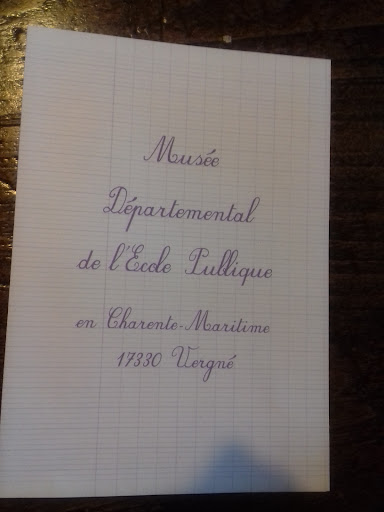 Musée
Départemental
de l'Ecole Publique
en Charente-Maritime
17330 Vergné